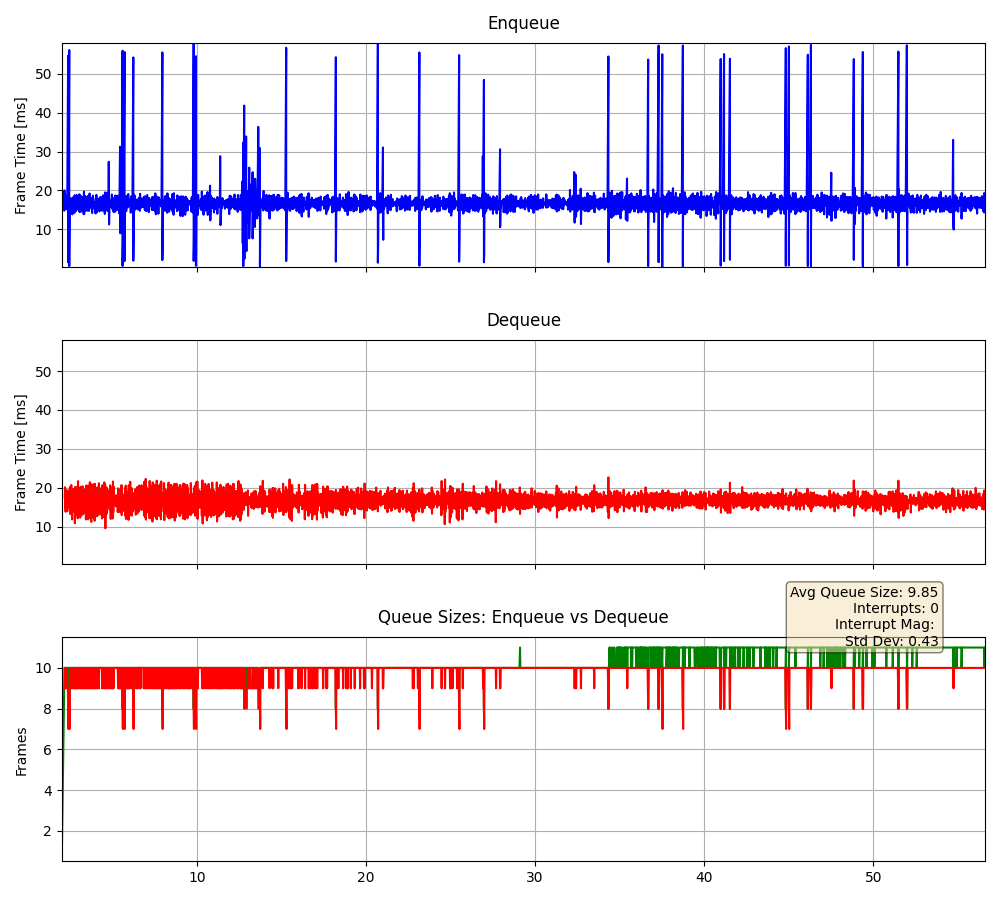 Enqueue
Frame Time [ms]
50
40
30
20
10
Dequeue
Frame Time [ms]
50
40
30
20
10
Avg Queue Size: 9.85
Interrupts: 0
Interrupt Mag:
Std Dev: 0.43
Queue Sizes: Enqueue vs Dequeue
Frames
10
8
6
4
2
10 20 30 40 50